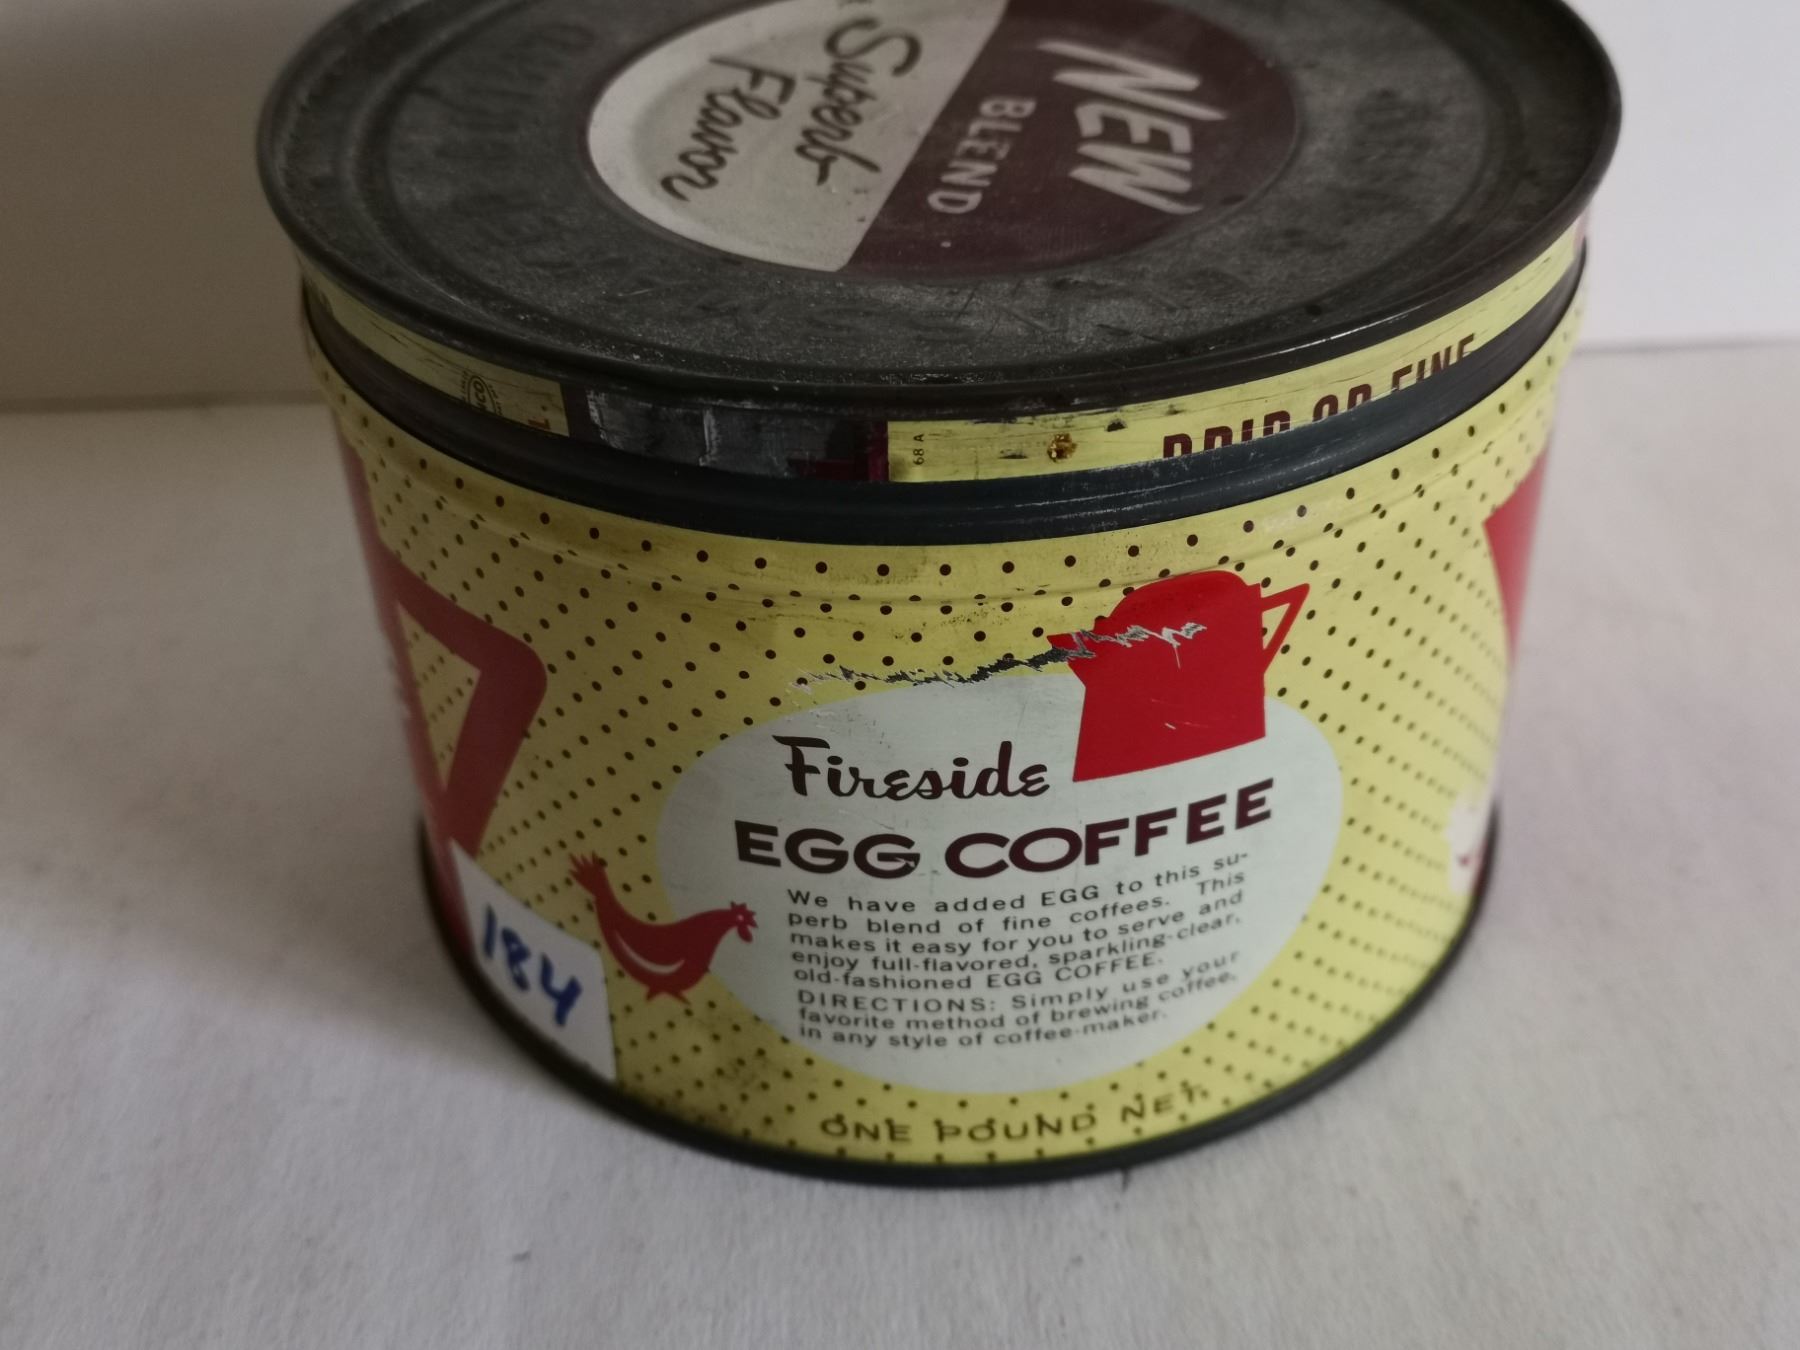 Superb
Flavor
NEW
BLEND
68 A
DRIP OR FINE
Fireside
EGG COFFEE
We have added EGG to this su-
perb blend of fine coffees. This
makes it easy for you to serve and
enjoy full-flavored, sparkling-clear,
old-fashioned EGG COFFEE.
DIRECTIONS: Simply use your
favorite method of brewing coffee,
in any style of coffee-maker.
184
ONE POUND NET